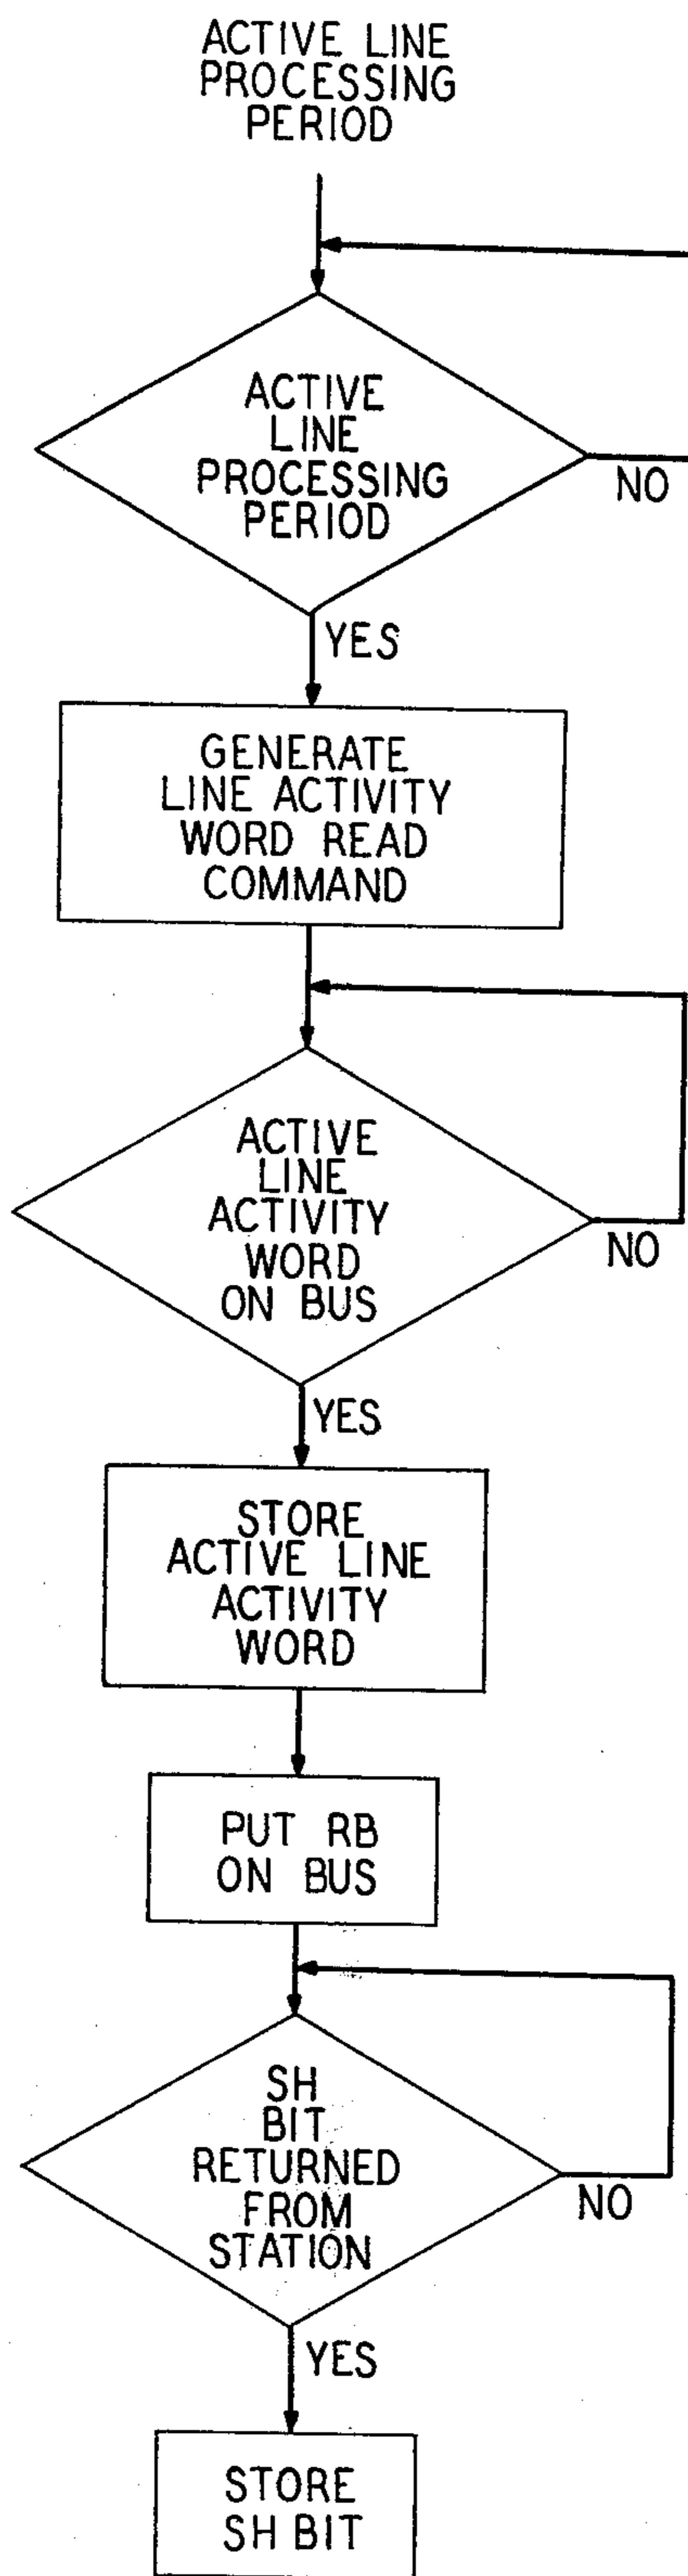 ACTIVE LINE
PROCESSING
PERIOD
ACTIVE
LINE
PROCESSING
PERIOD
NO
YES
GENERATE
LINE ACTIVITY
WORD READ
COMMAND
ACTIVE
LINE
ACTIVITY
WORD
ON BUS
NO
YES
STORE
ACTIVE LINE
ACTIVITY
WORD
PUT RB
ON BUS
SH
BIT
RETURNED
FROM
STATION
NO
YES
STORE
SH BIT